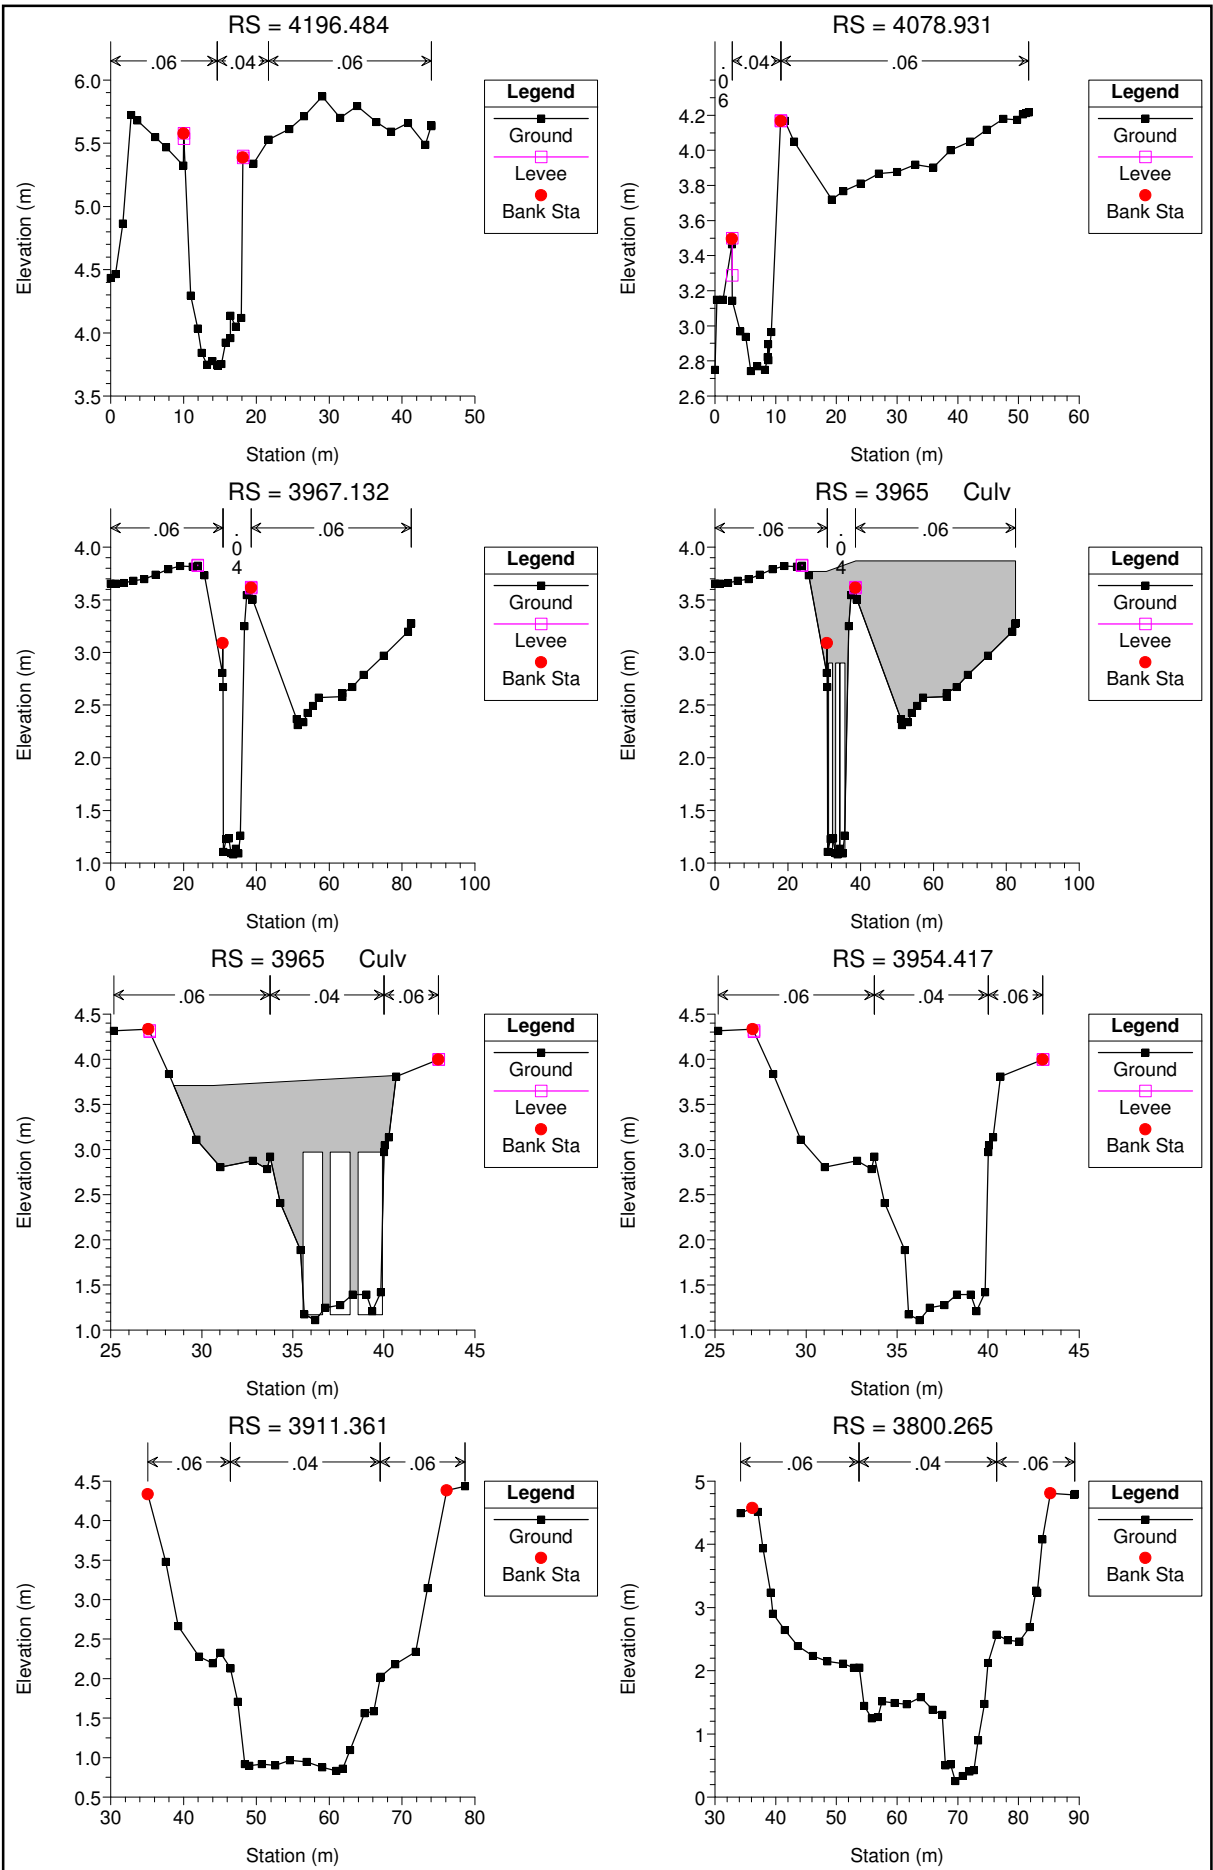 RS = 4196.484
.06
.04
.06
6.0
5.5
5.0
4.5
4.0
3.5
0
10
20
30
40
50
Elevation (m)
Station (m)
Legend
Ground
Levee
Bank Sta
RS = 4078.931
.06
.04
.06
4.2
4.0
3.8
3.6
3.4
3.2
3.0
2.8
2.6
0
10
20
30
40
50
60
Elevation (m)
Station (m)
Legend
Ground
Levee
Bank Sta
RS = 3967.132
.06
.04
.06
4.0
3.5
3.0
2.5
2.0
1.5
1.0
0
20
40
60
80
100
Elevation (m)
Station (m)
Legend
Ground
Levee
Bank Sta
RS = 3965 Culv
.06
.04
.06
4.0
3.5
3.0
2.5
2.0
1.5
1.0
0
20
40
60
80
100
Elevation (m)
Station (m)
Legend
Ground
Levee
Bank Sta
RS = 3965 Culv
.06
.04
.06
4.5
4.0
3.5
3.0
2.5
2.0
1.5
1.0
25
30
35
40
45
Elevation (m)
Station (m)
Legend
Ground
Levee
Bank Sta
RS = 3954.417
.06
.04
.06
4.5
4.0
3.5
3.0
2.5
2.0
1.5
1.0
25
30
35
40
45
Elevation (m)
Station (m)
Legend
Ground
Levee
Bank Sta
RS = 3911.361
.06
.04
.06
4.5
4.0
3.5
3.0
2.5
2.0
1.5
1.0
0.5
30
40
50
60
70
80
Elevation (m)
Station (m)
Legend
Ground
Bank Sta
RS = 3800.265
.06
.04
.06
5
4
3
2
1
0
30
40
50
60
70
80
90
Elevation (m)
Station (m)
Legend
Ground
Bank Sta